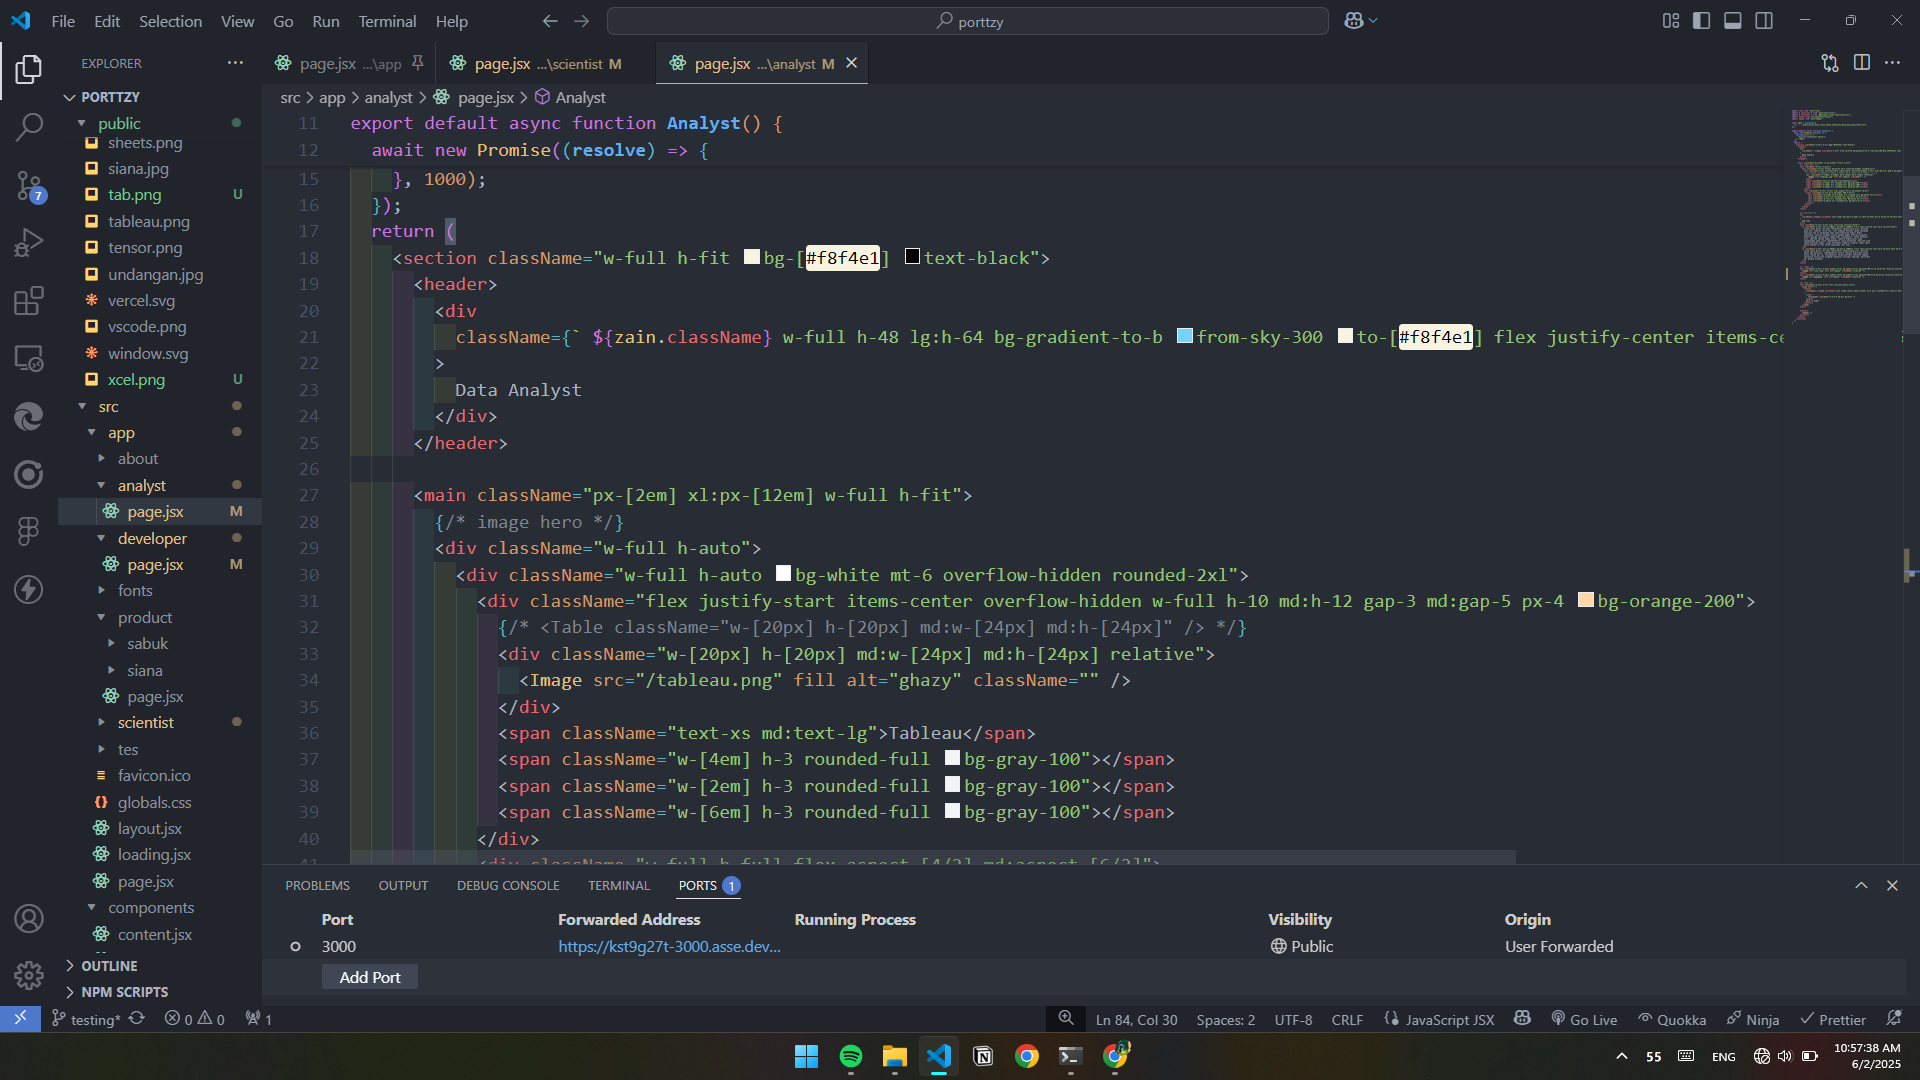 File Edit Selection View Go Run Terminal Help
porttzy
EXPLORER
PORTTZY
public
sheets.png
siana.jpg
tab.png U
tableau.png
tensor.png
undangan.jpg
vercel.svg
vscode.png
window.svg
xcel.png U
src
app
about
analyst
page.jsx M
developer
page.jsx M
fonts
product
sabuk
siana
page.jsx
scientist
tes
favicon.ico
globals.css
layout.jsx
loading.jsx
page.jsx
components
content.jsx
OUTLINE
NPM SCRIPTS
7
page.jsx ...\app
page.jsx ...\scientist M
page.jsx ...\analyst M
src > app > analyst > page.jsx > Analyst
11 export default async function Analyst() {
12 await new Promise((resolve) => {
15 }, 1000);
16 });
17 return (
18 <section className="w-full h-fit bg-[#f8f4e1] text-black">
19 <header>
20 <div
21 className={` ${zain.className} w-full h-48 lg:h-64 bg-gradient-to-b from-sky-300 to-[#f8f4e1] flex justify-center items-ce
22 >
23 Data Analyst
24 </div>
25 </header>
26
27 <main className="px-[2em] xl:px-[12em] w-full h-fit">
28 {/* image hero */}
29 <div className="w-full h-auto">
30 <div className="w-full h-auto bg-white mt-6 overflow-hidden rounded-2xl">
31 <div className="flex justify-start items-center overflow-hidden w-full h-10 md:h-12 gap-3 md:gap-5 px-4 bg-orange-200">
32 {/* <Table className="w-[20px] h-[20px] md:w-[24px] md:h-[24px]" /> */}
33 <div className="w-[20px] h-[20px] md:w-[24px] md:h-[24px] relative">
34 <Image src="/tableau.png" fill alt="ghazy" className="" />
35 </div>
36 <span className="text-xs md:text-lg">Tableau</span>
37 <span className="w-[4em] h-3 rounded-full bg-gray-100"></span>
38 <span className="w-[2em] h-3 rounded-full bg-gray-100"></span>
39 <span className="w-[6em] h-3 rounded-full bg-gray-100"></span>
40 </div>
41 <div className="w-full h-full flex aspect-[4/2] md:aspect-[6/2]">
PROBLEMS OUTPUT DEBUG CONSOLE TERMINAL PORTS 1
Port Forwarded Address Running Process Visibility Origin
3000 https://kst9g27t-3000.asse.dev... Public User Forwarded
Add Port
testing* 0 0 1 Ln 84, Col 30 Spaces: 2 UTF-8 CRLF JavaScript JSX Go Live Quokka Ninja Prettier
55 ENG
10:57:38 AM
6/2/2025